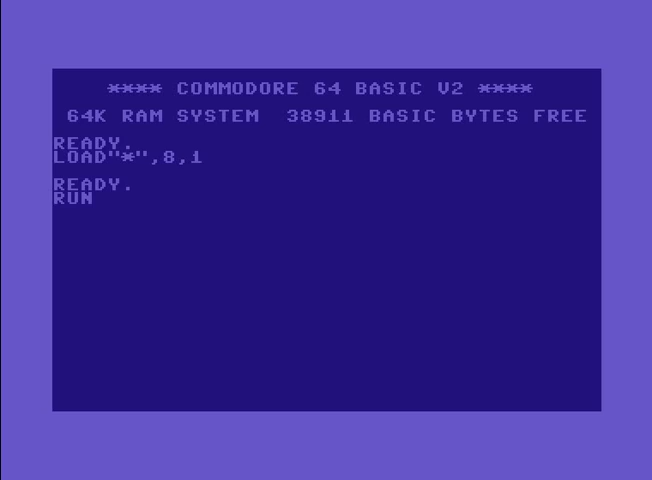 **** COMMODORE 64 BASIC V2 ****
64K RAM SYSTEM  38911 BASIC BYTES FREE
READY.
LOAD"*",8,1
READY.
RUN